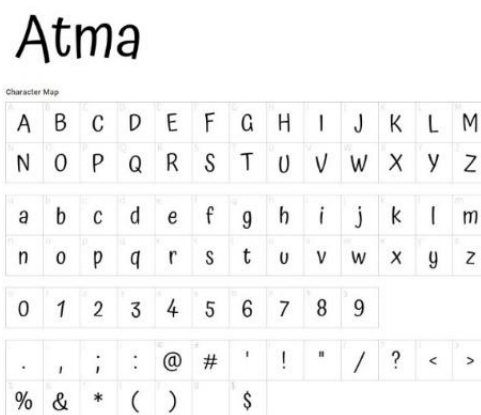 Atma
Character Map
A B C D E F G H I J K L M
N O P Q R S T U V W X Y Z
a b c d e f g h i j k l m
n o p q r s t u v w x y z
0 1 2 3 4 5 6 7 8 9
. , ; : @ # ' ! " / ? < >
% & * ( ) $